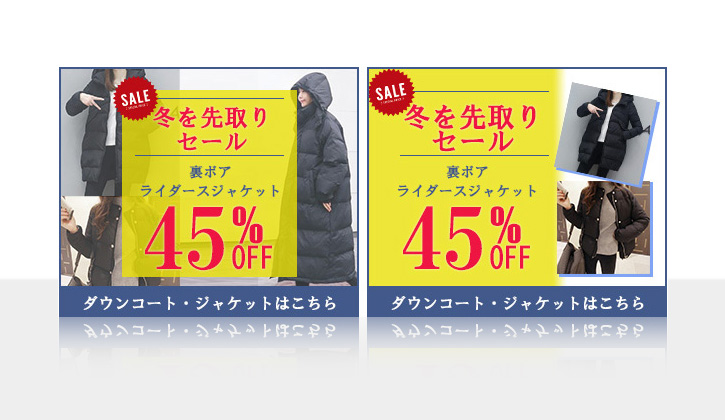 SALE
冬を先取り
セール
裏ボア
ライダースジャケット
45%OFF
ダウンコート・ジャケットはこちら
SALE
冬を先取り
セール
裏ボア
ライダースジャケット
45%OFF
ダウンコート・ジャケットはこちら